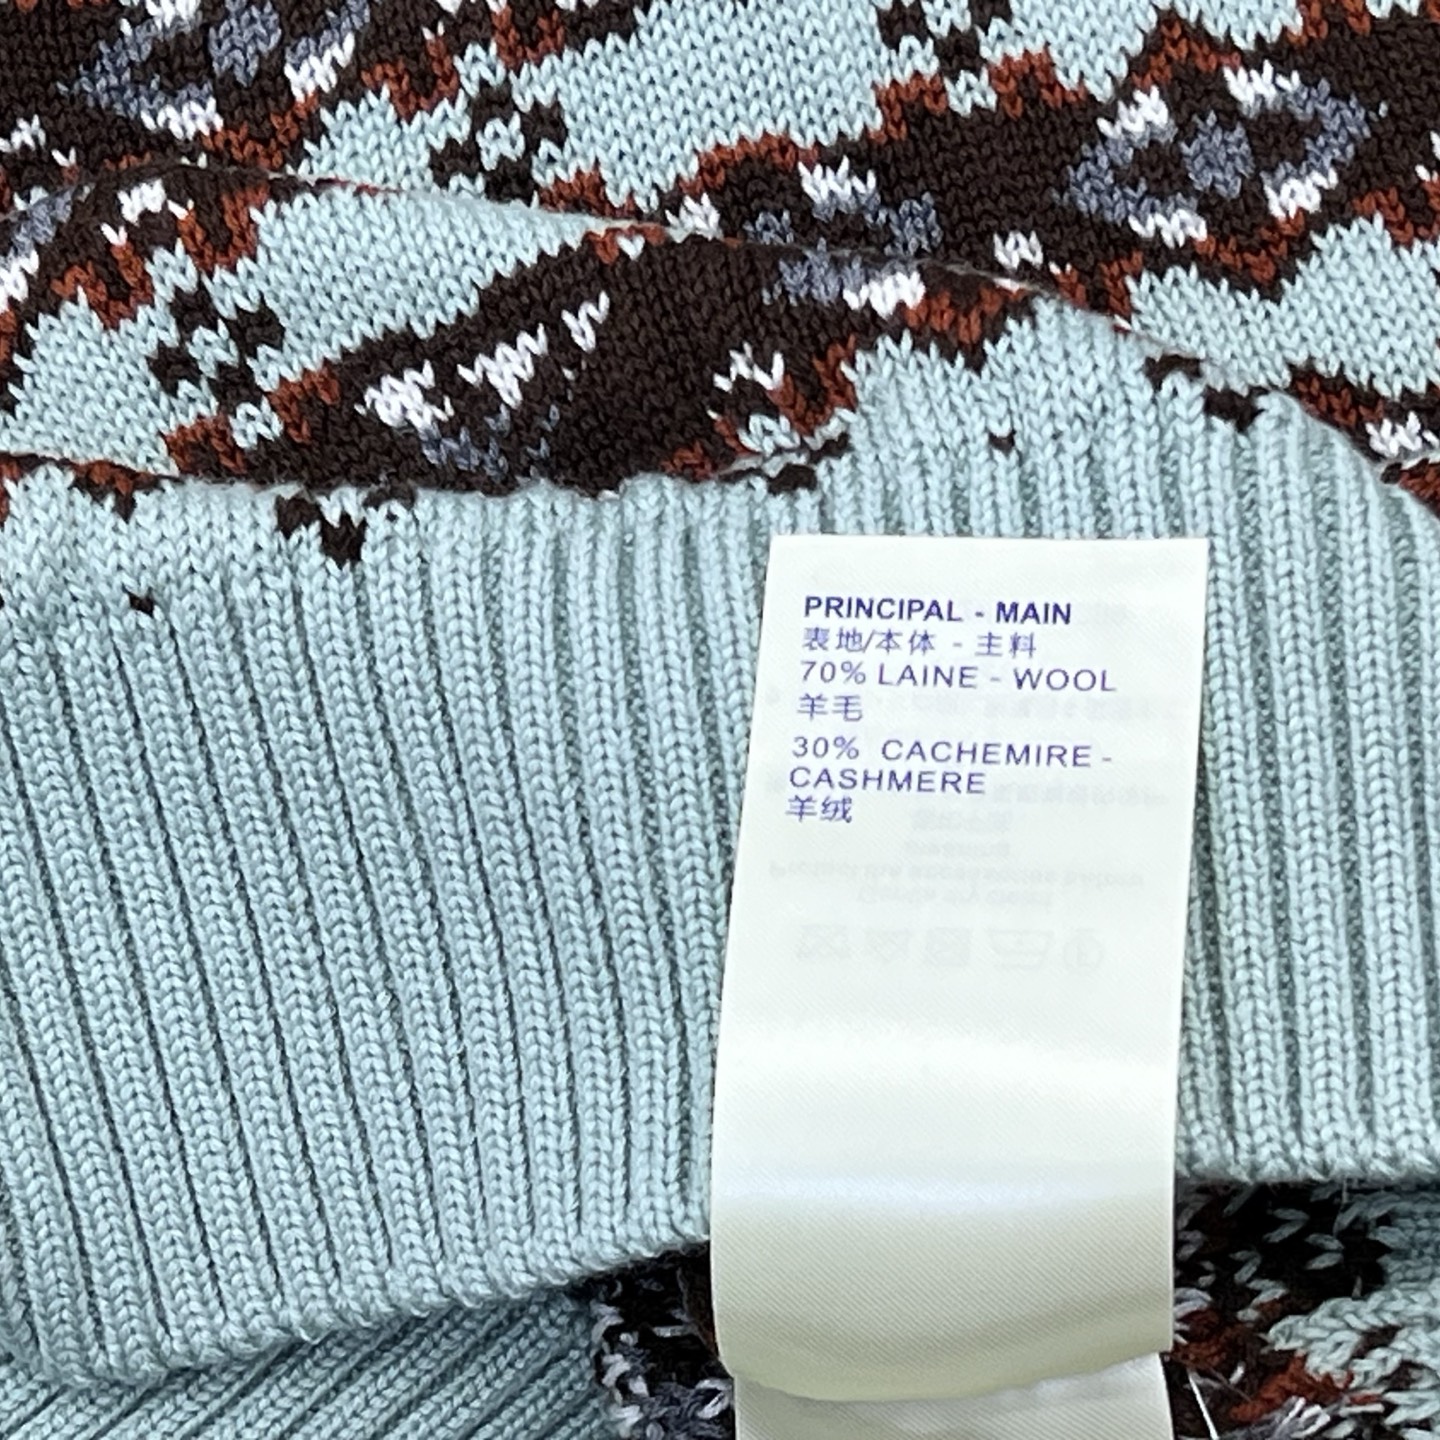 PRINCIPAL - MAIN
表地/本体 - 主料
70% LAINE - WOOL
羊毛
30% CACHEMIRE -
CASHMERE
羊绒